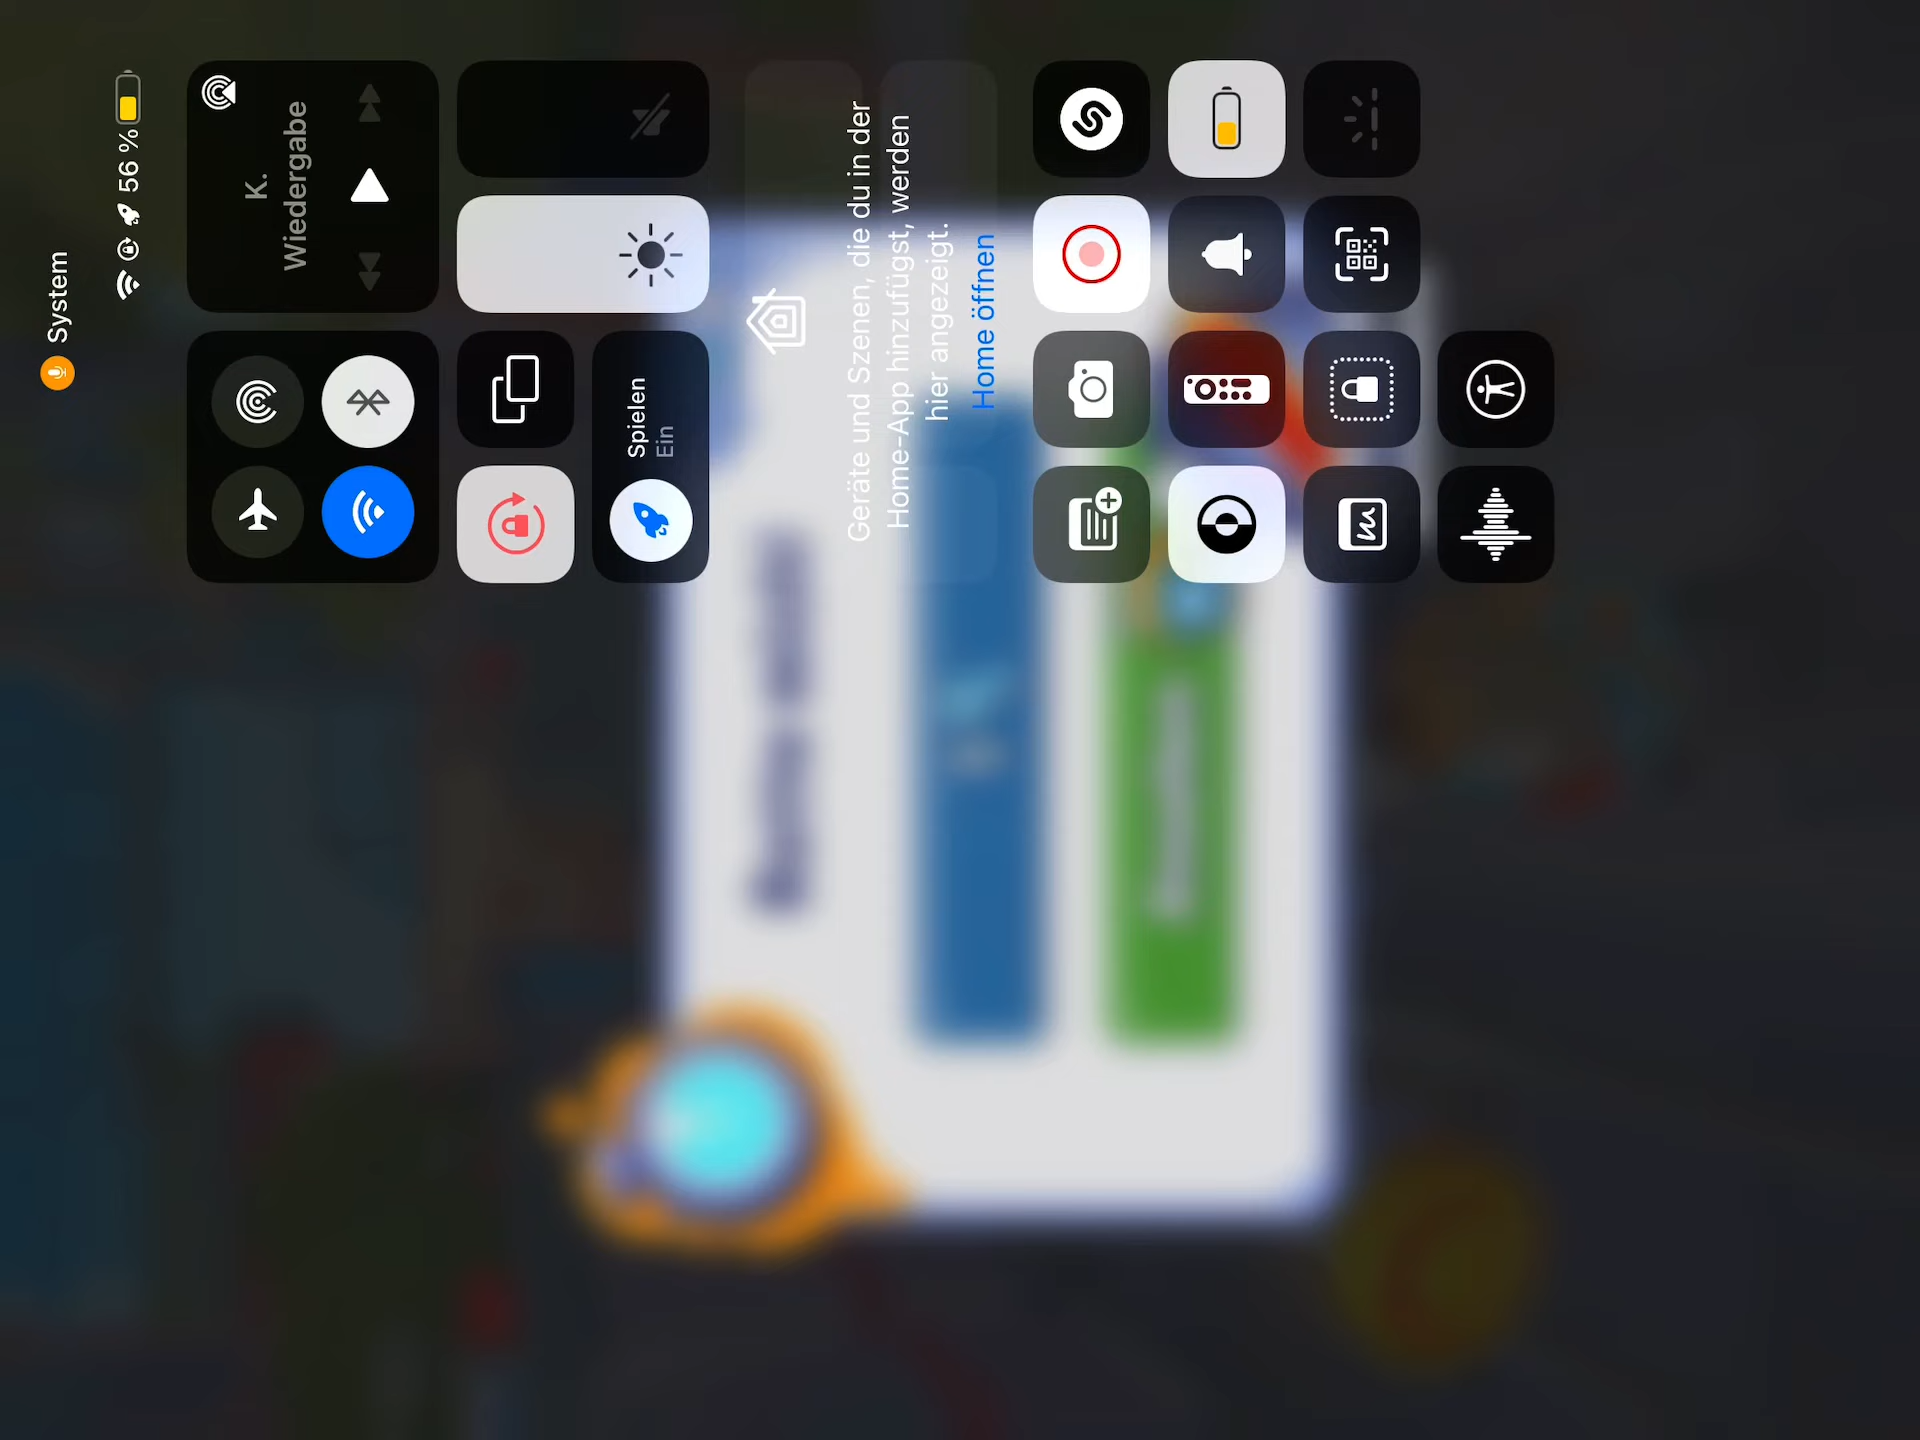 System
56 %
K.
Wiedergabe
Spielen
Ein
Geräte und Szenen, die du in der
Home-App hinzufügst, werden
hier angezeigt.
Home öffnen